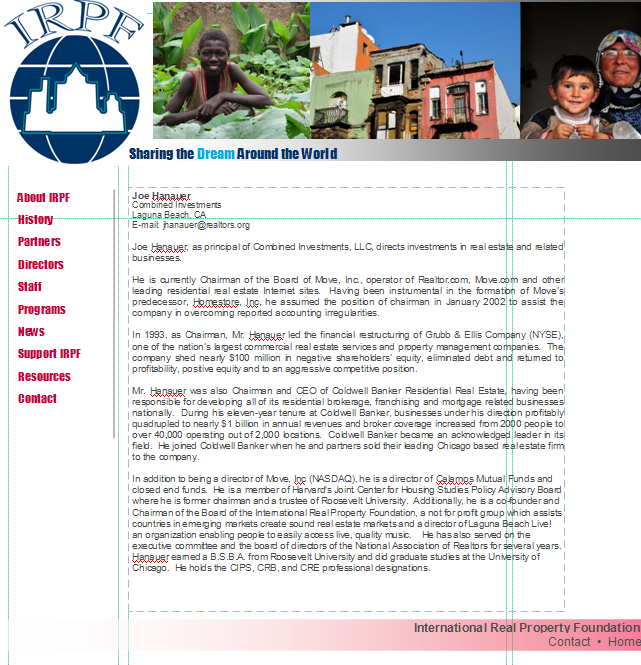 IRPF
Sharing the Dream Around the World
About IRPF
History
Partners
Directors
Staff
Programs
News
Support IRPF
Resources
Contact
Joe Hanauer
Combined Investments
Laguna Beach, CA
E-mail: jhanauer@realtors.org
Joe Hanauer, as principal of Combined Investments, LLC, directs investments in real estate and related
businesses.
He is currently Chairman of the Board of Move, Inc., operator of Realtor.com, Move.com and other
leading residential real estate Internet sites. Having been instrumental in the formation of Move's
predecessor, Homestore, Inc, he assumed the position of chairman in January 2002 to assist the
company in overcoming reported accounting irregularities.
In 1993, as Chairman, Mr. Hanauer led the financial restructuring of Grubb & Ellis Company (NYSE),
one of the nation's largest commercial real estate services and property management companies. The
company shed nearly $100 million in negative shareholders' equity, eliminated debt and returned to
profitability, positive equity and to an aggressive competitive position.
Mr. Hanauer was also Chairman and CEO of Coldwell Banker Residential Real Estate, having been
responsible for developing all of its residential brokerage, franchising and mortgage related businesses
nationally. During his eleven-year tenure at Coldwell Banker, businesses under his direction profitably
quadrupled to nearly $1 billion in annual revenues and broker coverage increased from 2000 people to
over 40,000 operating out of 2,000 locations. Coldwell Banker became an acknowledged leader in its
field. He joined Coldwell Banker when he and partners sold their leading Chicago based real estate firm
to the company.
In addition to being a director of Move, Inc (NASDAQ), he is a director of Calamos Mutual Funds and
closed end funds. He is a member of Harvard's Joint Center for Housing Studies Policy Advisory Board
where he is former chairman and a trustee of Roosevelt University. Additionally, he is a co-founder and
Chairman of the Board of the International Real Property Foundation, a not for profit group which assists
countries in emerging markets create sound real estate markets and a director of Laguna Beach Live!
an organization enabling people to easily access live, quality music. He has also served on the
executive committee and the board of directors of the National Association of Realtors for several years.
Hanauer earned a B.S.B.A. from Roosevelt University and did graduate studies at the University of
Chicago. He holds the CIPS, CRB, and CRE professional designations.
International Real Property Foundation
Contact • Home